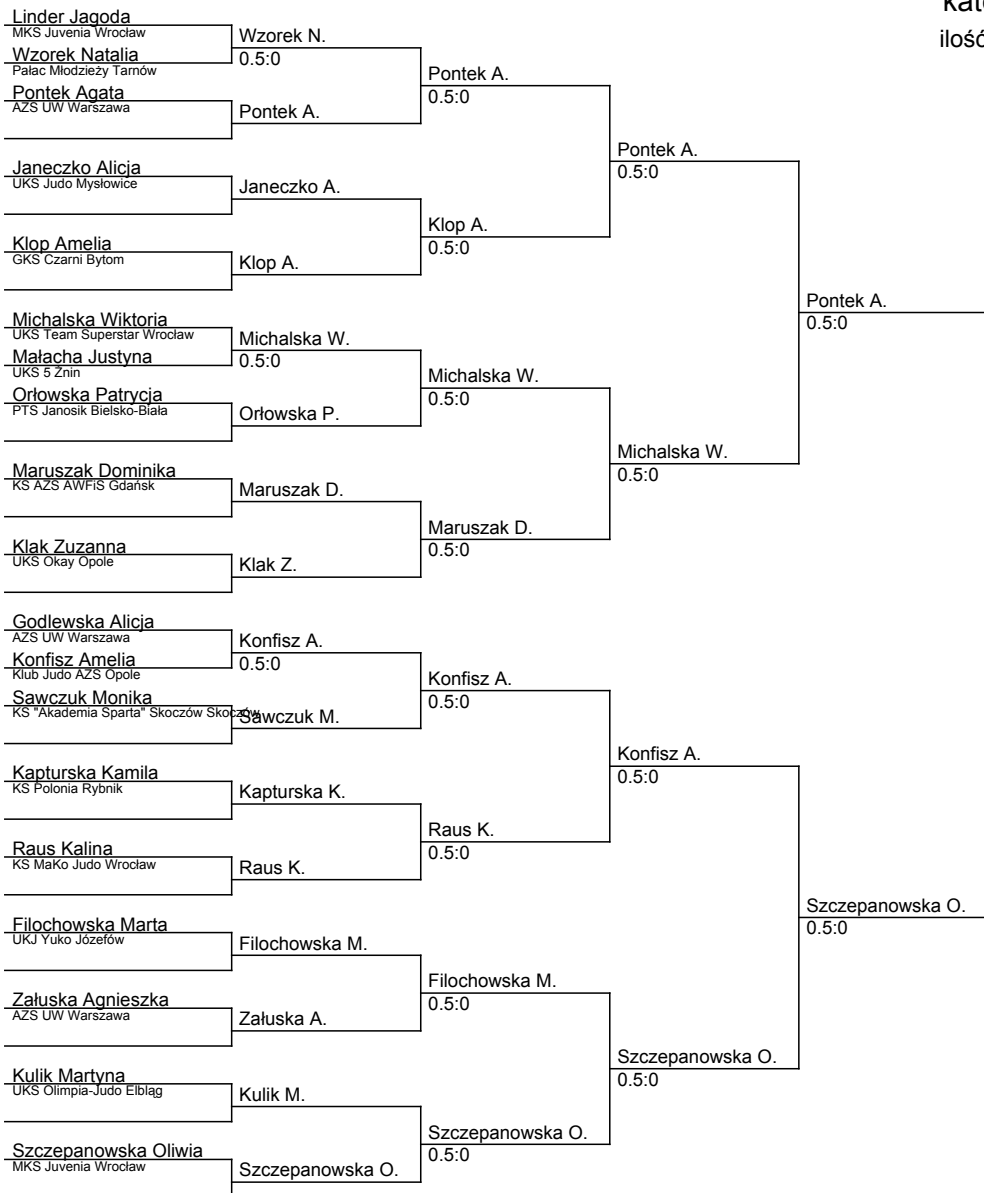 kate
ilość
Linder Jagoda
MKS Juvenia Wrocław
Wzorek Natalia
Pałac Młodzieży Tarnów
Pontek Agata
AZS UW Warszawa
Janeczko Alicja
UKS Judo Mysłowice
Klop Amelia
GKS Czarni Bytom
Michalska Wiktoria
UKS Team Superstar Wrocław
Małacha Justyna
UKS 5 Żnin
Orłowska Patrycja
PTS Janosik Bielsko-Biała
Maruszak Dominika
KS AZS AWFiS Gdańsk
Klak Zuzanna
UKS Okay Opole
Godlewska Alicja
AZS UW Warszawa
Konfisz Amelia
Klub Judo AZS Opole
Sawczuk Monika
KS "Akademia Sparta" Skoczów Skoczów
Kapturska Kamila
KS Polonia Rybnik
Raus Kalina
KS MaKo Judo Wrocław
Filochowska Marta
UKJ Yuko Józefów
Załuska Agnieszka
AZS UW Warszawa
Kulik Martyna
UKS Olimpia-Judo Elbląg
Szczepanowska Oliwia
MKS Juvenia Wrocław
Wzorek N.
0.5:0
Pontek A.
Janeczko A.
Klop A.
Michalska W.
0.5:0
Orłowska P.
Maruszak D.
Klak Z.
Konfisz A.
0.5:0
Sawczuk M.
Kapturska K.
Raus K.
Filochowska M.
Załuska A.
Kulik M.
Szczepanowska O.
Pontek A.
0.5:0
Klop A.
0.5:0
Michalska W.
0.5:0
Maruszak D.
0.5:0
Konfisz A.
0.5:0
Raus K.
0.5:0
Filochowska M.
0.5:0
Szczepanowska O.
0.5:0
Pontek A.
0.5:0
Michalska W.
0.5:0
Konfisz A.
0.5:0
Szczepanowska O.
0.5:0
Pontek A.
0.5:0
Szczepanowska O.
0.5:0